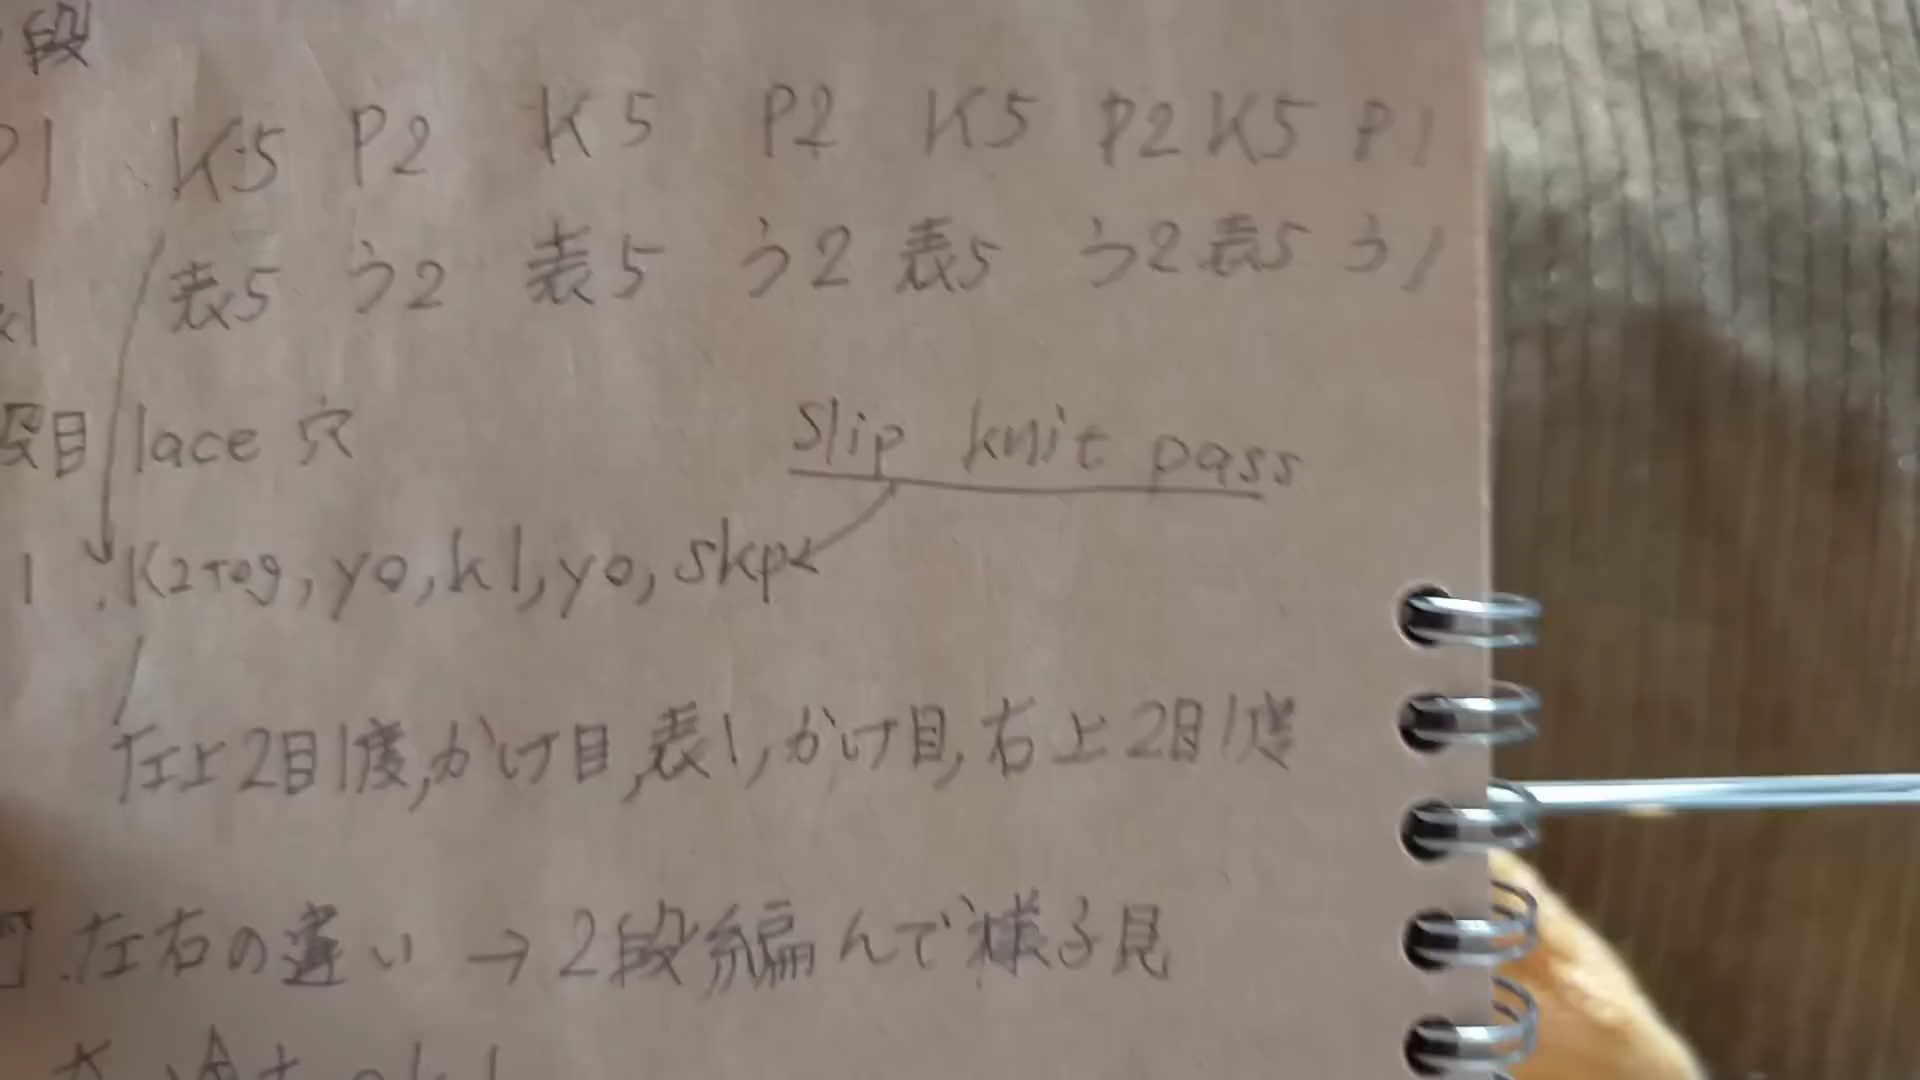 段
P1 K5 P2 K5 P2 K5 P2 K5 P1
1 表5 う2 表5 う2 表5 う2 表5 う1
段目 lace 穴
Slip knit pass
1 K2tog, yo, k1, yo, skp
左上2目1度, かけ目, 表1, かけ目, 右上2目1度
左右の違い → 2段編んで様子見